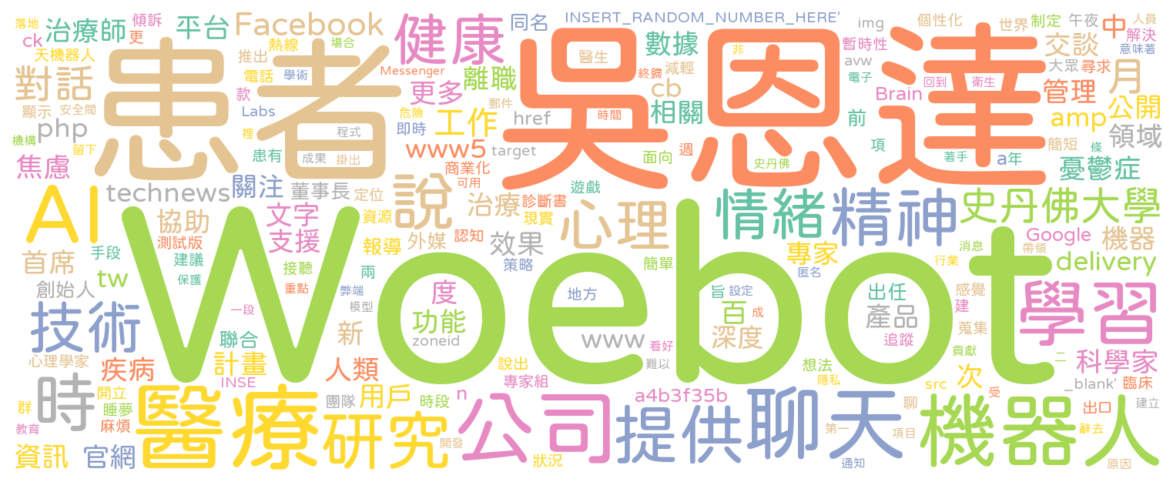 落地
傾訴
治療師
平台
Facebook
健康
同名
INSERT_RANDOM_NUMBER_HERE'
img
個性化
世界
制定
午夜
人員
ck
更
天機器人
熱線
推出
場合
醫生
數據
暫時性
中
交談
解決
意味著
對話
電話
學術
Messenger
離職
終歸
減輕
avw
非
電子
回到
衛生
大眾
尋求
月
患者
吳恩達
顯示
安全閥
款
Labs
更多
cb
Brain
管理
公開
php
危險
郵件
即時
工作
href
時間
相關
前
amp
簡短
領域
機構
裡
程式
www5
target
面向
週
項
a年
條
留下
患有
成果
掛出
商業化
可用
史丹佛
著手
憂鬱症
焦慮
technews
關注
董事長
定位
說
治療
診斷書
遊戲
情緒
精神
史丹佛大學
AI
協助
文字
資源
現實
心理
專家
Google
機器
手段
測試版
支援
報導
外媒
認知
效果
消息
帶領
首席
tw
建議
接聽
兩
策略
簡單
匿名
行業
delivery
創始人
保護
重點
弊端
度
地方
旨
設定
出任
感覺
學習
Woebot
技術
一段
模型
功能
百
成
產品
建
蒐集
聯合
新
zoneid
www
看好
深度
追蹤
科學家
心理學家
疾病
計畫
人類
說出
難以
想法
貢獻
二
INSE
專家組
隱私
src
次
_blank'
臨床
時
群
開立
醫療
團隊
用戶
時段
n
a4b3f35b
聊
受
出口
建立
教育
睡夢
麻煩
研究
公司
提供
聊天
第一
項目
機器人
辭去
資訊
官網
開發
狀況
通知
原因